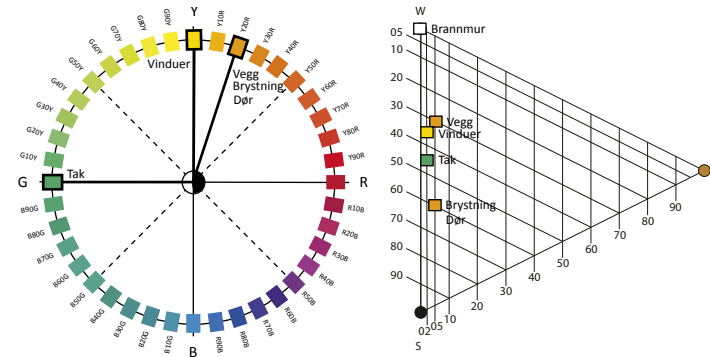 Y
G90Y
G80Y
G70Y
G60Y
G50Y
G40Y
G30Y
G20Y
G10Y
G
B90G
B80G
B70G
B60G
B50G
B40G
B30G
B20G
B10G
B
R90B
R80B
R70B
R60B
R50B
R40B
R30B
R20B
R10B
R
Y90R
Y80R
Y70R
Y60R
Y50R
Y40R
Y30R
Y20R
Y10R
Vinduer
Vegg
Brystning
Dør
Tak
W
05
10
20
30
40
50
60
70
80
90
S
Brannmur
Vegg
Vinduer
Tak
Brystning
Dør
02
05
10
20
30
40
50
60
70
80
90